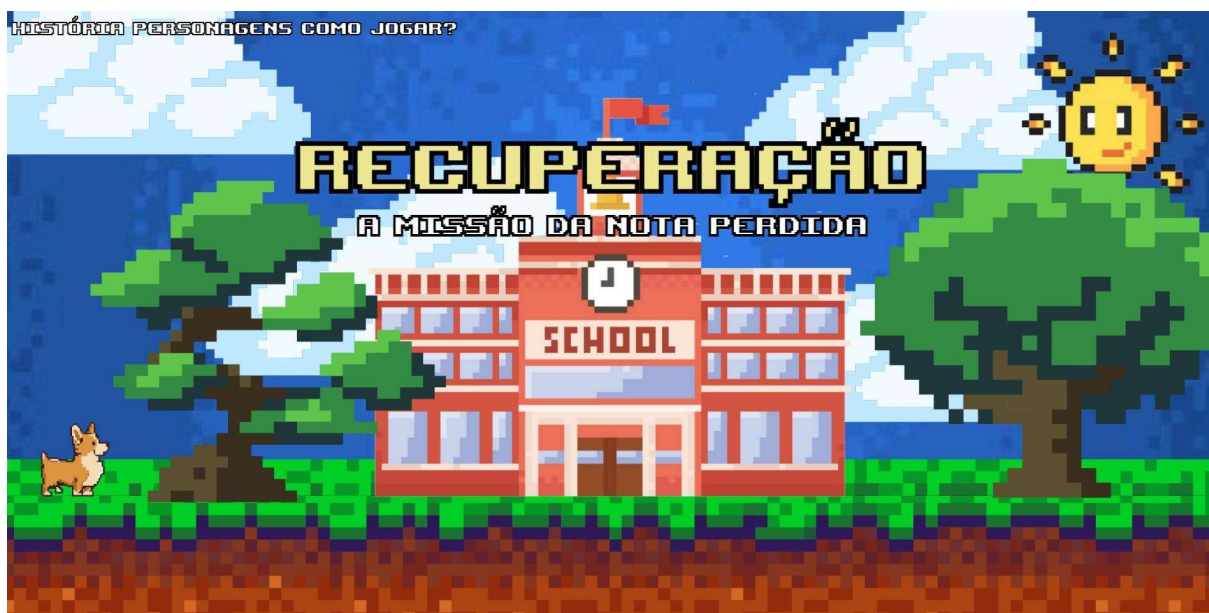 HISTÓRIA PERSONAGENS COMO JOGAR?
RECUPERAÇÃO
A MISSÃO DA NOTA PERDIDA
SCHOOL